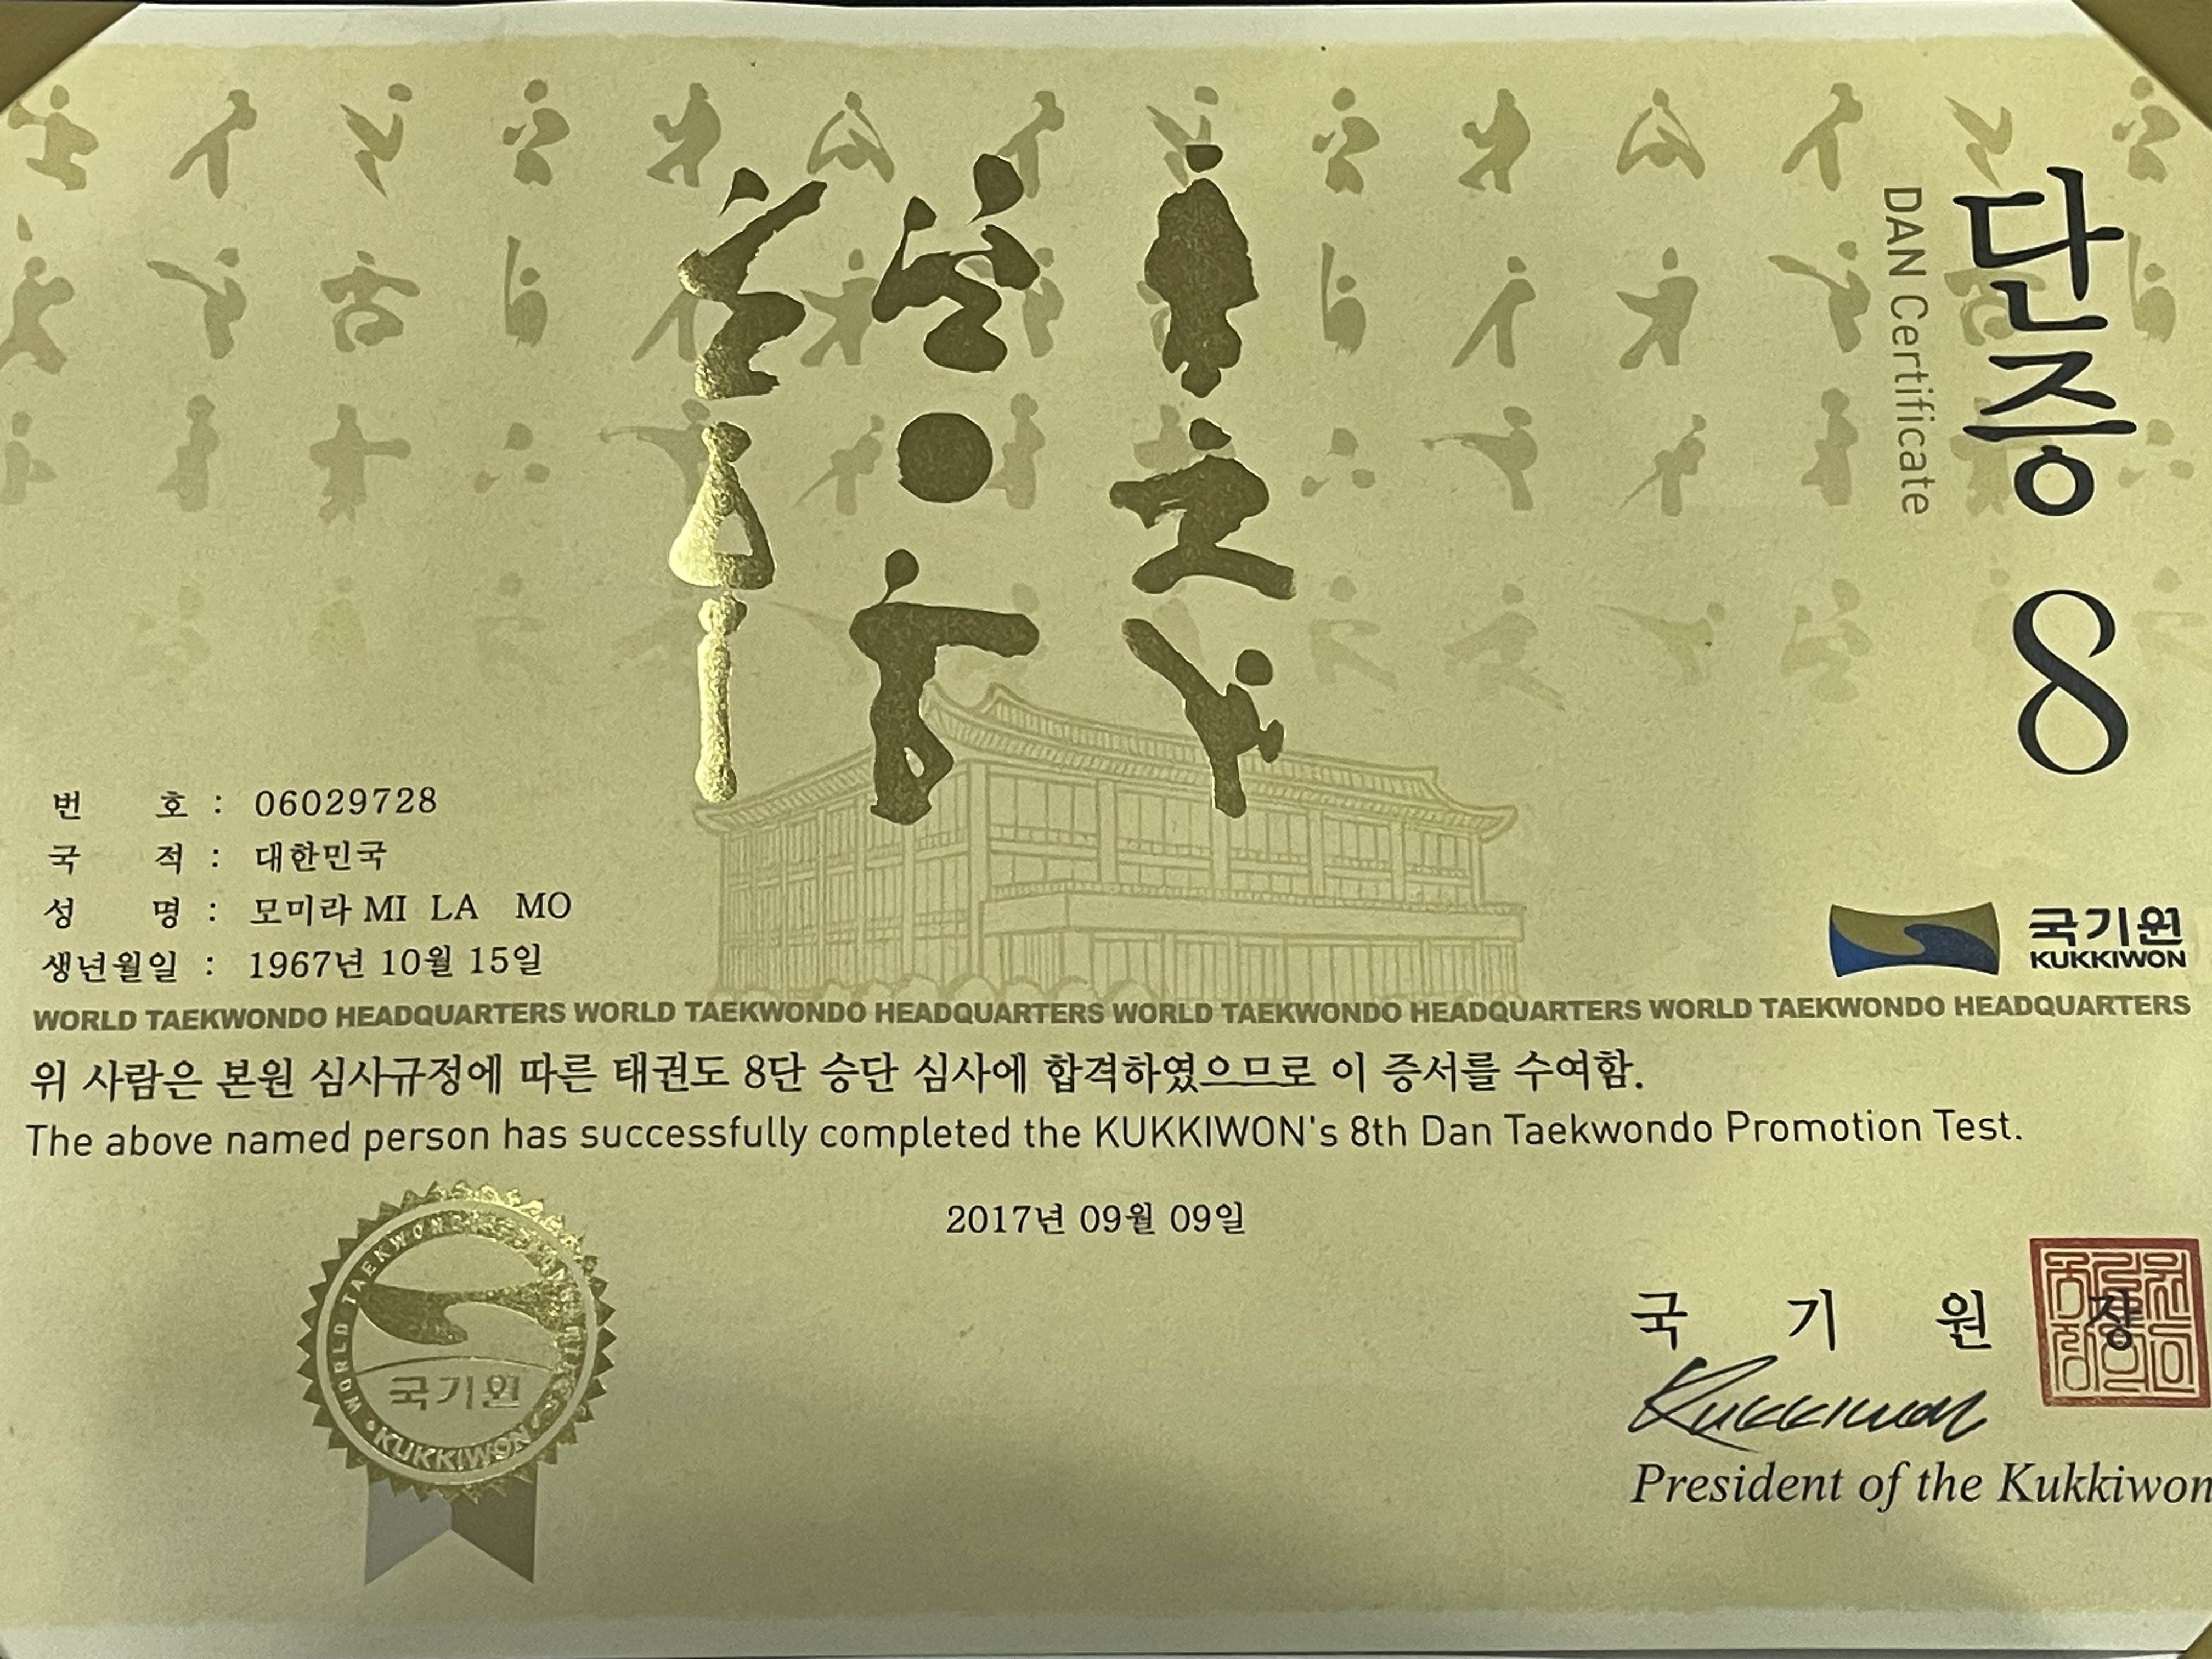 단증 8
DAN Certificate
번 호 : 06029728
국 적 : 대한민국
성 명 : 모미라 MI LA MO
생년월일 : 1967년 10월 15일
국기원
KUKKIWON
WORLD TAEKWONDO HEADQUARTERS WORLD TAEKWONDO HEADQUARTERS WORLD TAEKWONDO HEADQUARTERS WORLD TAEKWONDO HEADQUARTERS
위 사람은 본원 심사규정에 따른 태권도 8단 승단 심사에 합격하였으므로 이 증서를 수여함.
The above named person has successfully completed the KUKKIWON's 8th Dan Taekwondo Promotion Test.
2017년 09월 09일
WORLD TAEKWONDO HEADQUARTERS
국기원
KUKKIWON
국 기 원 장
Kukkiwon
President of the Kukkiwon